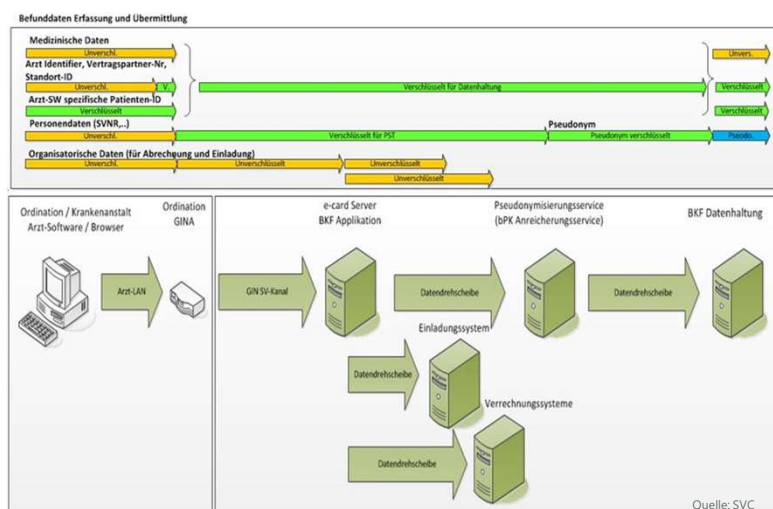 Befunddaten Erfassung und Übermittlung
Medizinische Daten
Unverschl.
Unvers.
Arzt Identifier, Vertragspartner-Nr,
Standort-ID
Unverschl.
V.
Verschlüsselt für Datenhaltung
Verschlüsselt
Arzt-SW spezifische Patienten-ID
Verschlüsselt
Verschlüsselt
Personendaten (SVNR,..)
Pseudonym
Unverschl.
Verschlüsselt für PST
Pseudonym verschlüsselt
Pseudo.
Organisatorische Daten (für Abrechnung und Einladung)
Unverschl.
Unverschlüsselt
Unverschlüsselt
Unverschlüsselt
Ordination / Krankenanstalt
Arzt-Software / Browser
Ordination
GINA
e-card Server
BKF Applikation
Pseudonymisierungsservice
(bPK Anreicherungsservice)
BKF Datenhaltung
Arzt-LAN
GIN SV-Kanal
Datendrehscheibe
Datendrehscheibe
Einladungssystem
Datendrehscheibe
Verrechnungssysteme
Datendrehscheibe
Quelle: SVC